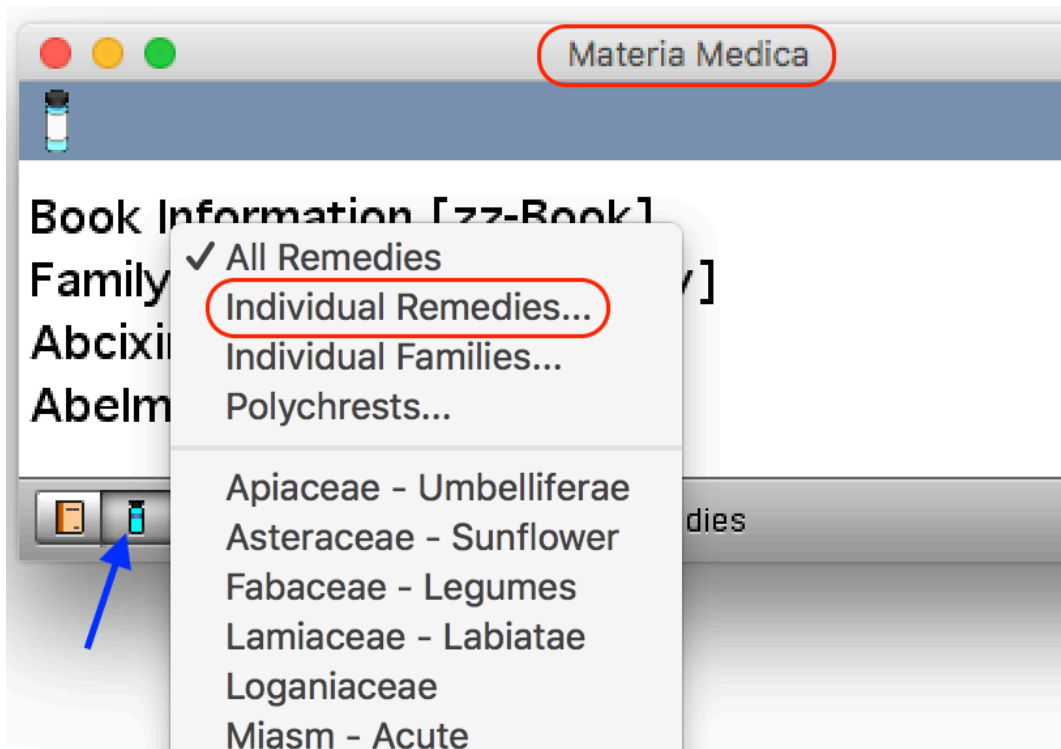 Materia Medica
Book Information [zz-Book]
✓ All Remedies
Family y]
Individual Remedies...
Abcixi
Individual Families...
Abelm
Polychrests...
Apiaceae - Umbelliferae
dies
Asteraceae - Sunflower
Fabaceae - Legumes
Lamiaceae - Labiatae
Loganiaceae
Miasm - Acute